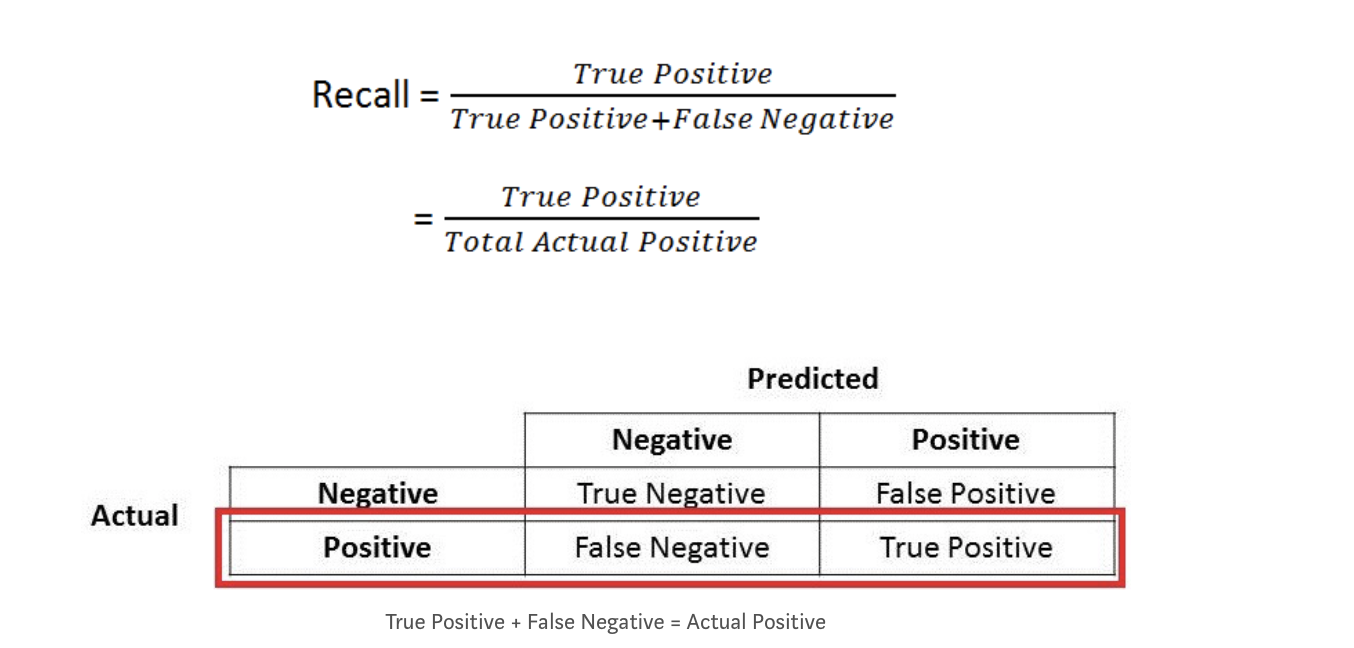 True Positive
Recall =
True Positive+False Negative
True Positive
=
Total Actual Positive
Predicted
Negative Positive
Negative True Negative False Positive
Actual
Positive False Negative True Positive
True Positive + False Negative = Actual Positive